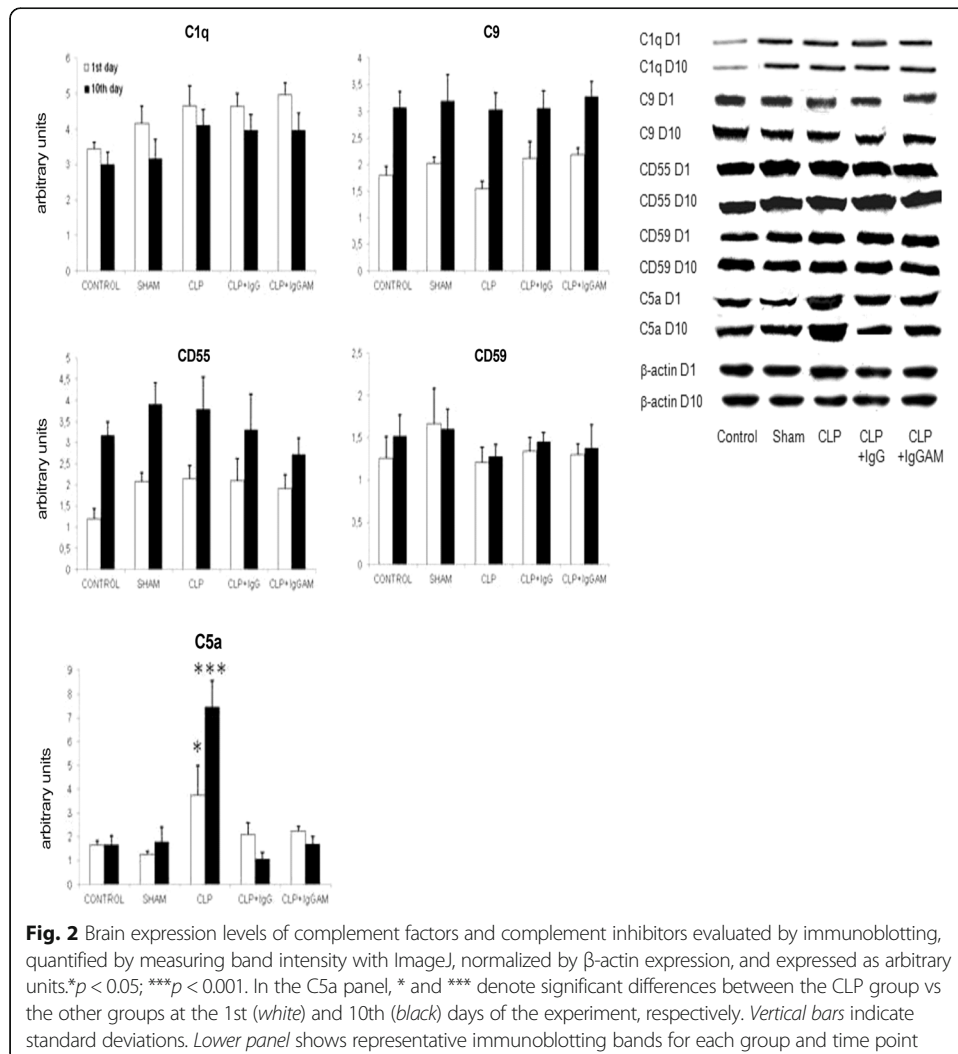 C1q
arbitrary units
6
5
4
3
2
1
0
1st day
10th day
CONTROL SHAM CLP CLP+IgG CLP+IgGAM
C9
4
3,5
3
2,5
2
1,5
1
0,5
0
CONTROL SHAM CLP CLP+IgG CLP+IgGAM
C1q D1
C1q D10
C9 D1
C9 D10
CD55 D1
CD55 D10
CD59 D1
CD59 D10
C5a D1
C5a D10
β-actin D1
β-actin D10
Control Sham CLP CLP +IgG CLP +IgGAM
CD55
arbitrary units
5
4,5
4
3,5
3
2,5
2
1,5
1
0,5
0
CONTROL SHAM CLP CLP+IgG CLP+IgGAM
CD59
2,5
2
1,5
1
0,5
0
CONTROL SHAM CLP CLP+IgG CLP+IgGAM
C5a
arbitrary units
9
8
7
6
5
4
3
2
1
0
***
*
CONTROL SHAM CLP CLP+IgG CLP+IgGAM
Fig. 2 Brain expression levels of complement factors and complement inhibitors evaluated by immunoblotting,
quantified by measuring band intensity with ImageJ, normalized by β-actin expression, and expressed as arbitrary
units.*p < 0.05; ***p < 0.001. In the C5a panel, * and *** denote significant differences between the CLP group vs
the other groups at the 1st (white) and 10th (black) days of the experiment, respectively. Vertical bars indicate
standard deviations. Lower panel shows representative immunoblotting bands for each group and time point